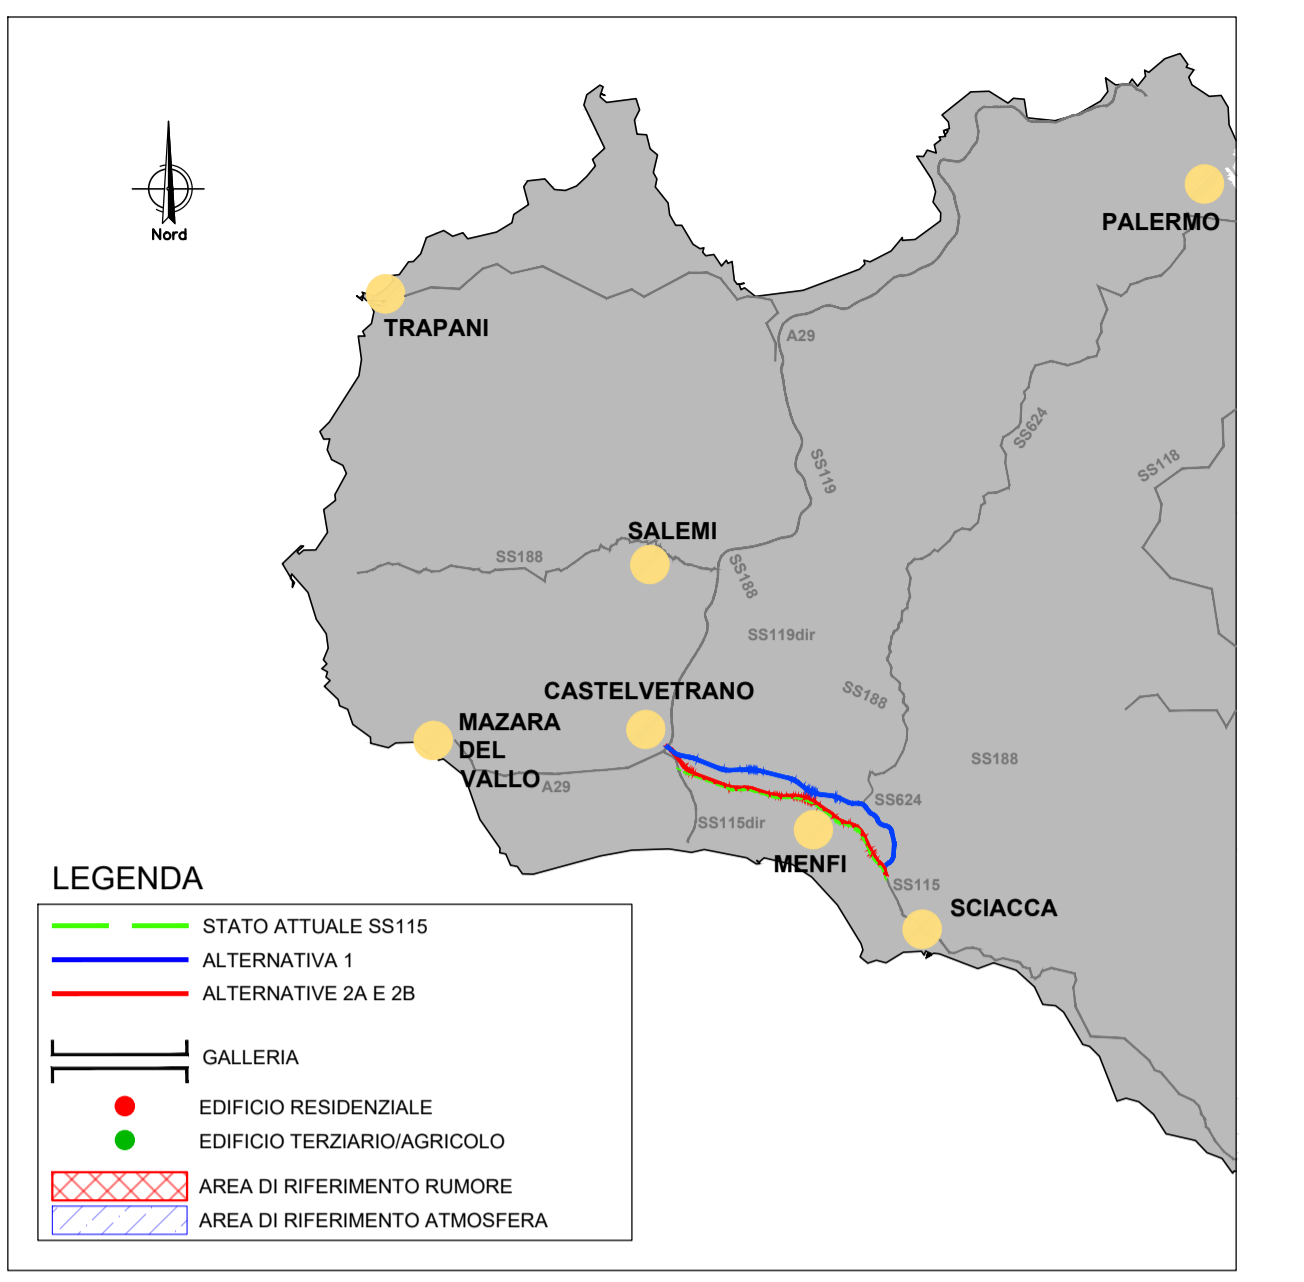 Nord
PALERMO
TRAPANI
A29
SS624
SS118
SS119
SALEMI
SS188
SS188
SS119dir
CASTELVETRANO
SS188
MAZARA
DEL
VALLO
A29
SS188
SS624
SS115dir
MENFI
SS115
SCIACCA
LEGENDA
STATO ATTUALE SS115
ALTERNATIVA 1
ALTERNATIVE 2A E 2B
GALLERIA
EDIFICIO RESIDENZIALE
EDIFICIO TERZIARIO/AGRICOLO
AREA DI RIFERIMENTO RUMORE
AREA DI RIFERIMENTO ATMOSFERA